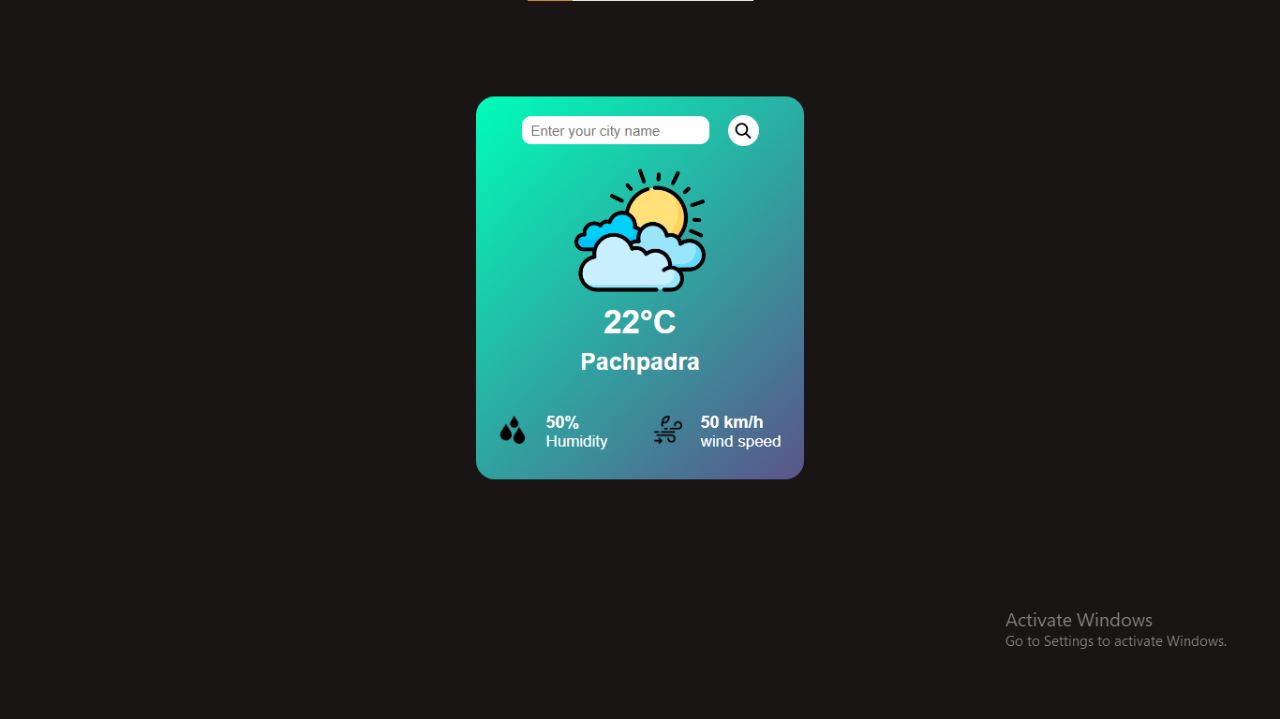 Enter your city name
22°C
Pachpadra
50%
Humidity
50 km/h
wind speed
Activate Windows
Go to Settings to activate Windows.